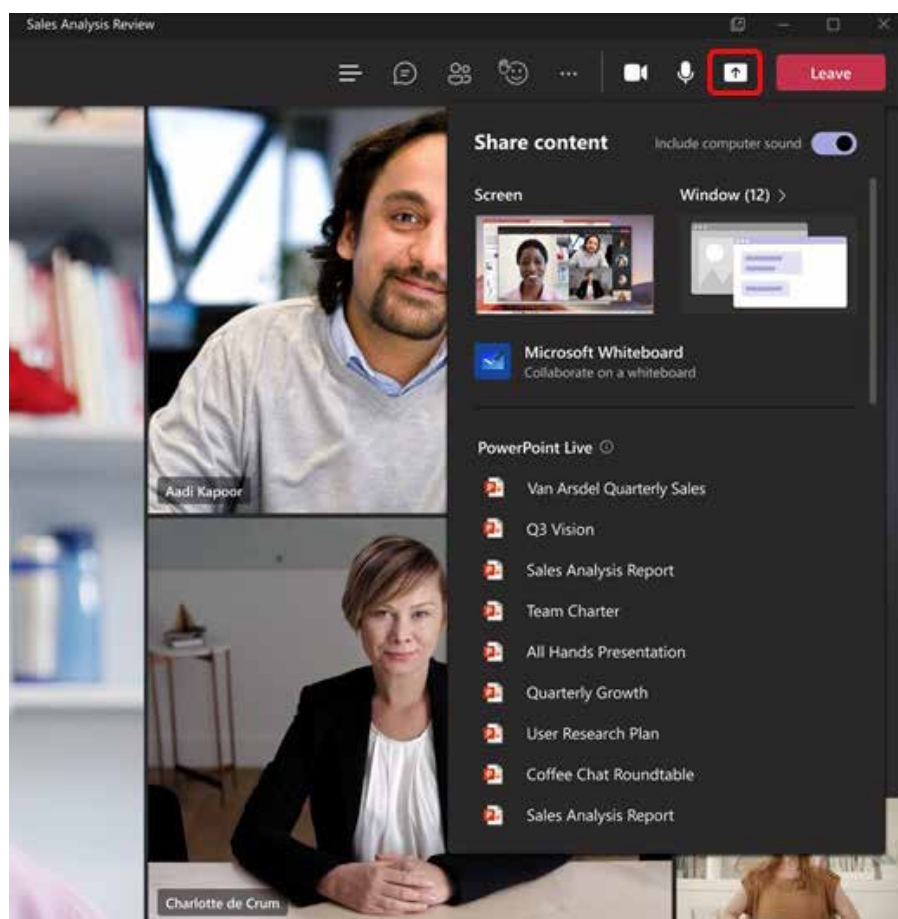 Sales Analysis Review
Leave
Share content
Include computer sound
Screen
Window (12) >
Microsoft Whiteboard
Collaborate on a whiteboard
PowerPoint Live
Van Arsdel Quarterly Sales
Q3 Vision
Sales Analysis Report
Team Charter
All Hands Presentation
Quarterly Growth
User Research Plan
Coffee Chat Roundtable
Sales Analysis Report
Aadi Kapoor
Charlotte de Crum